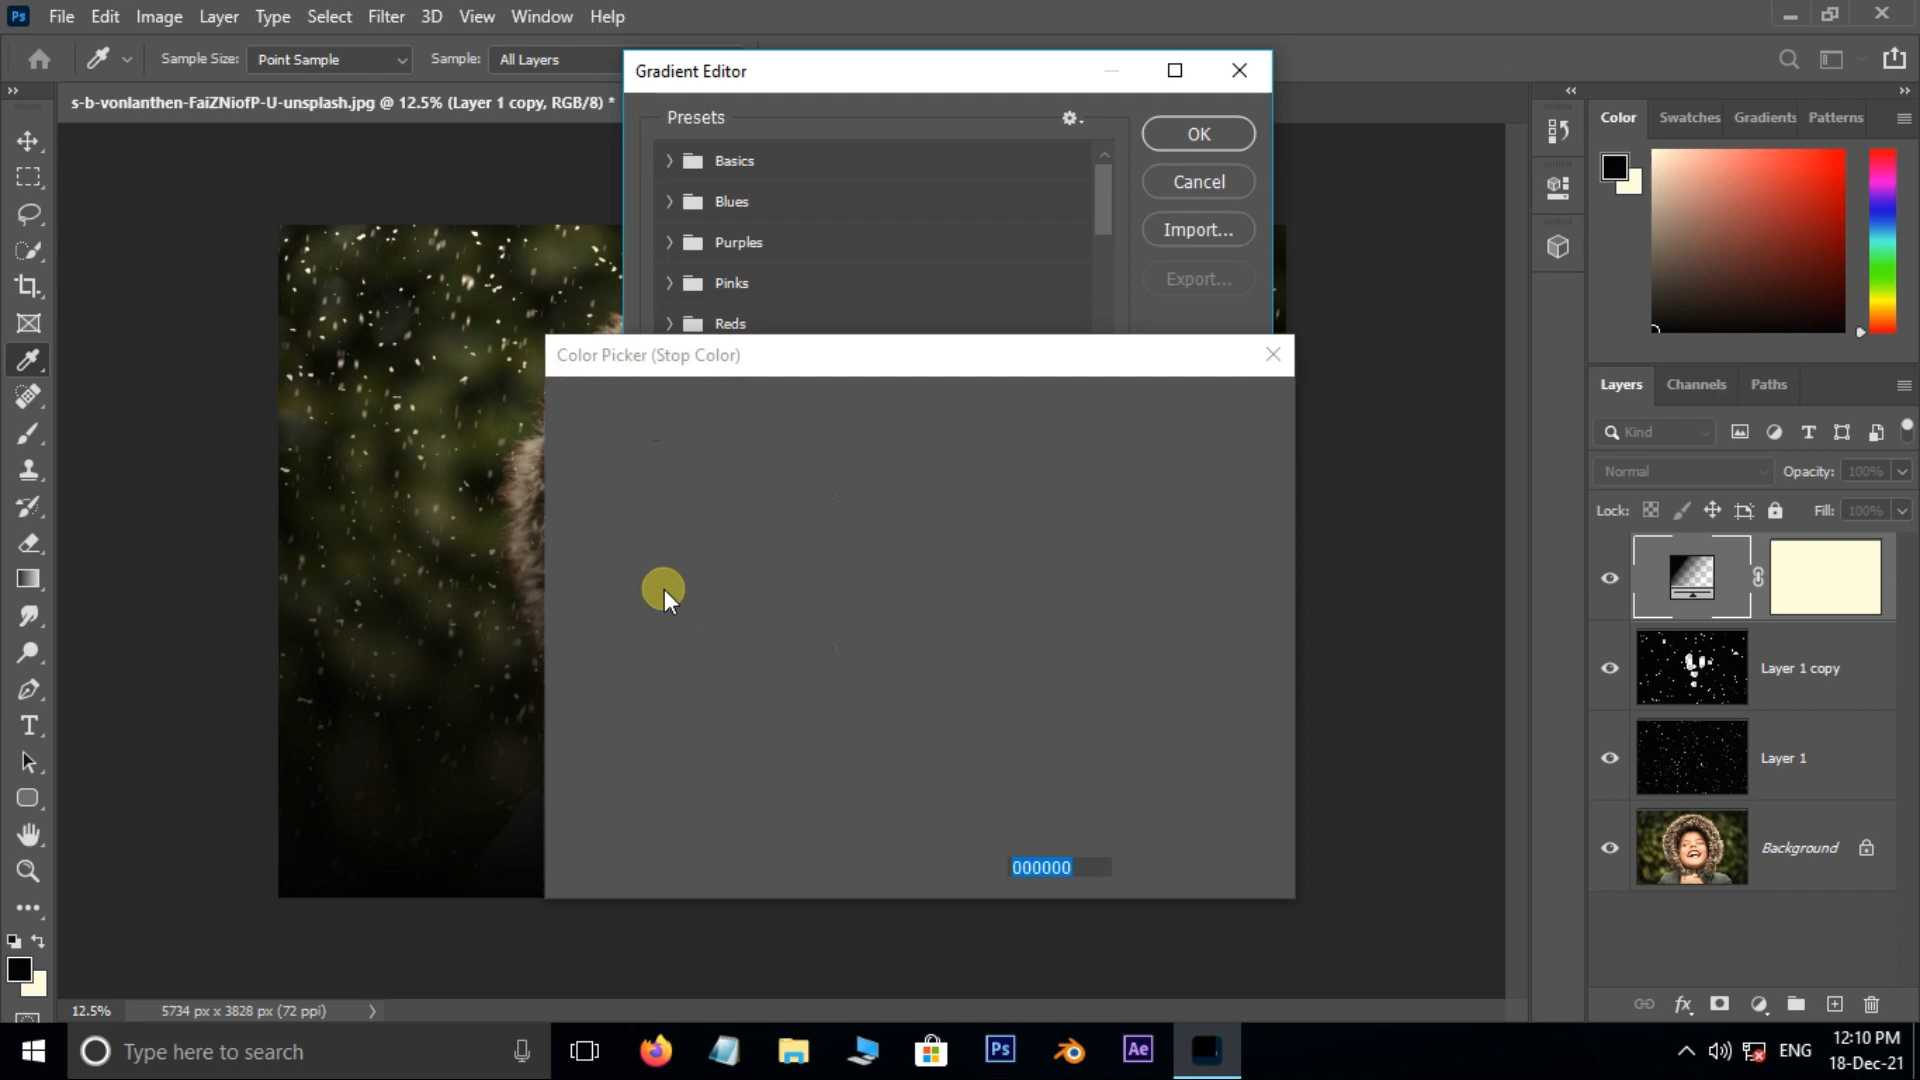 Ps File Edit Image Layer Type Select Filter 3D View Window Help
Sample Size: Point Sample Sample: All Layers
s-b-vonlanthen-FaiZNiofP-U-unsplash.jpg @ 12.5% (Layer 1 copy, RGB/8) *
Gradient Editor
Presets
Basics
Blues
Purples
Pinks
Reds
OK
Cancel
Import...
Export...
Color Picker (Stop Color)
000000
Color Swatches Gradients Patterns
Layers Channels Paths
Kind
Normal Opacity: 100%
Lock: Fill: 100%
Layer 1 copy
Layer 1
Background
fx
12.5% 5734 px x 3828 px (72 ppi)
Type here to search
Ps
Ae
ENG
12:10 PM
18-Dec-21